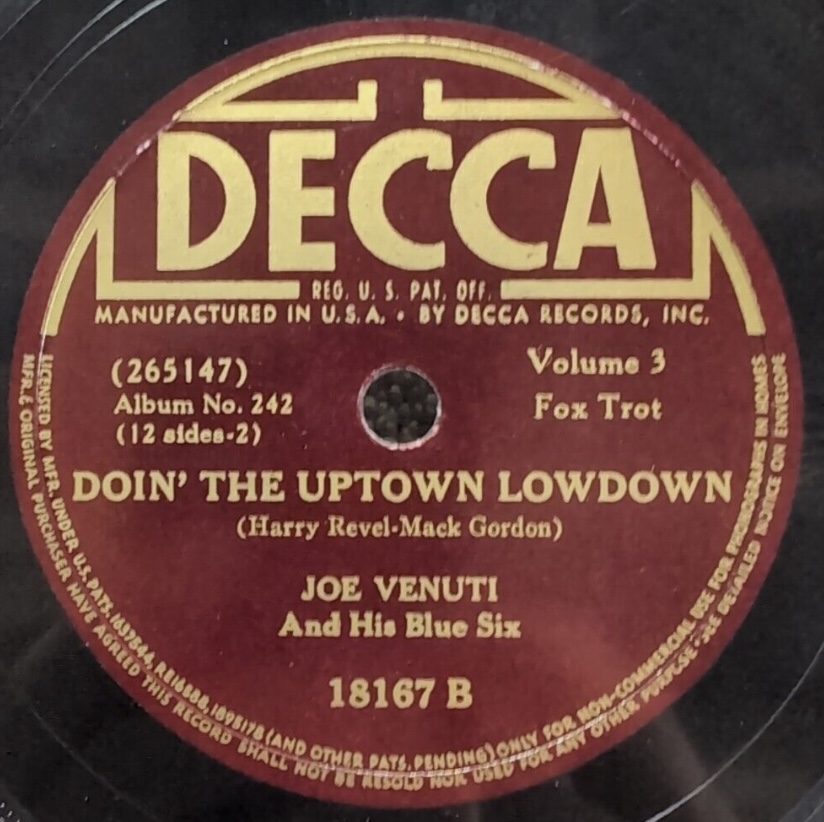 DECCA
REG. U. S. PAT. OFF.
MANUFACTURED IN U.S.A. • BY DECCA RECORDS, INC.
(265147)
Album No. 242
(12 sides-2)
Volume 3
Fox Trot
DOIN' THE UPTOWN LOWDOWN
(Harry Revel-Mack Gordon)
JOE VENUTI
And His Blue Six
18167 B
LICENSED BY MFR. UNDER U.S. PATS. 1637544, RE16588, 1895178 (AND OTHER PATS. PENDING) ONLY FOR NON-COMMERCIAL USE FOR PHONOGRAPHS IN HOMES
MFR. & ORIGINAL PURCHASER HAVE AGREED THIS RECORD SHALL NOT BE RESOLD NOR USED FOR ANY OTHER PURPOSE - SEE DETAILED NOTICE ON ENVELOPE